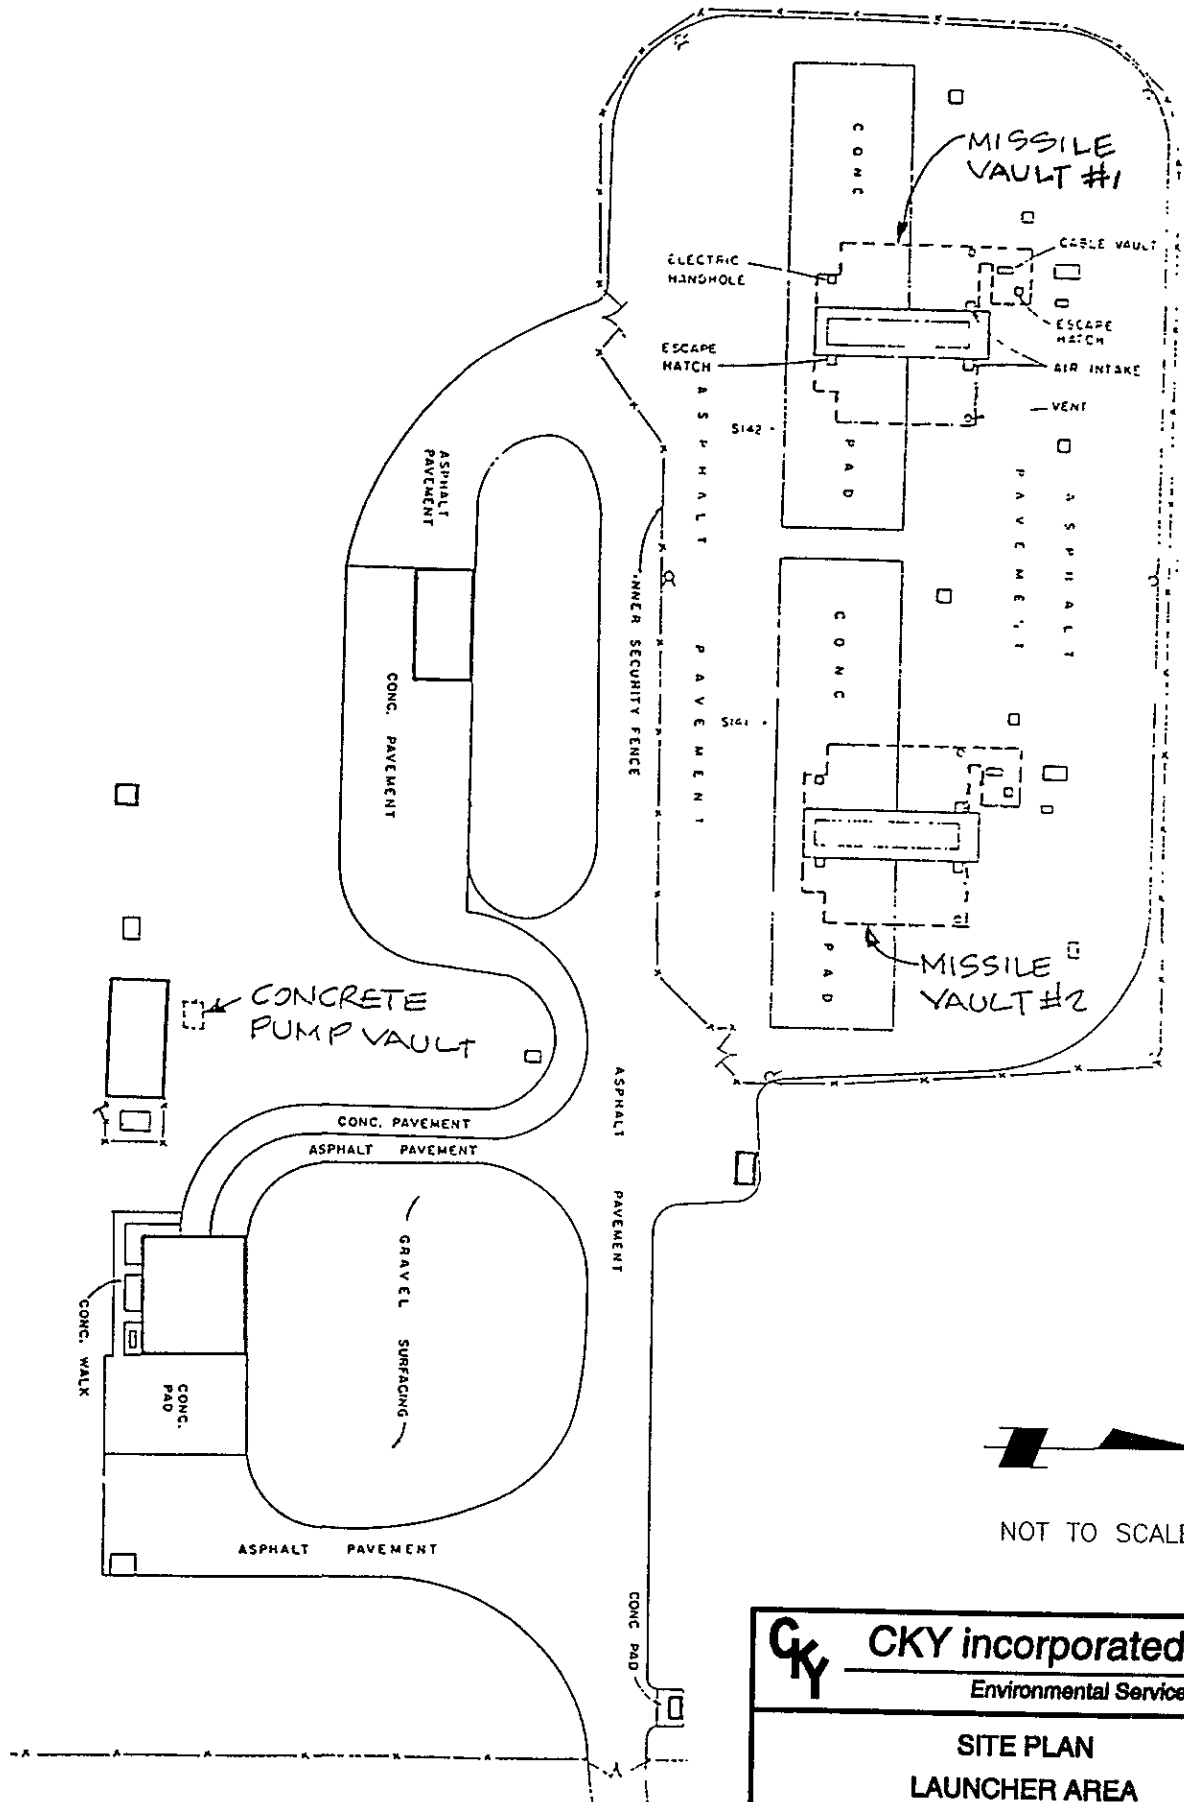 MISSILE
VAULT #1
CABLE VAULT
ELECTRIC
HANDHOLE
ESCAPE
HATCH
ESCAPE
HATCH
AIR INTAKE
VENT
CONC
PAD
S142
ASPHALT
PAVEMENT
ASPHALT
PAVEMENT
ASPHALT
PAVEMENT
INNER SECURITY FENCE
CONC. PAVEMENT
CONC
PAD
S141
MISSILE
VAULT #2
CONCRETE
PUMP VAULT
ASPHALT PAVEMENT
CONC. PAVEMENT
ASPHALT PAVEMENT
GRAVEL SURFACING
CONC. WALK
CONC.
PAD
ASPHALT PAVEMENT
CONC PAD
NOT TO SCALE
CKY
CKY incorporated
Environmental Service
SITE PLAN
LAUNCHER AREA